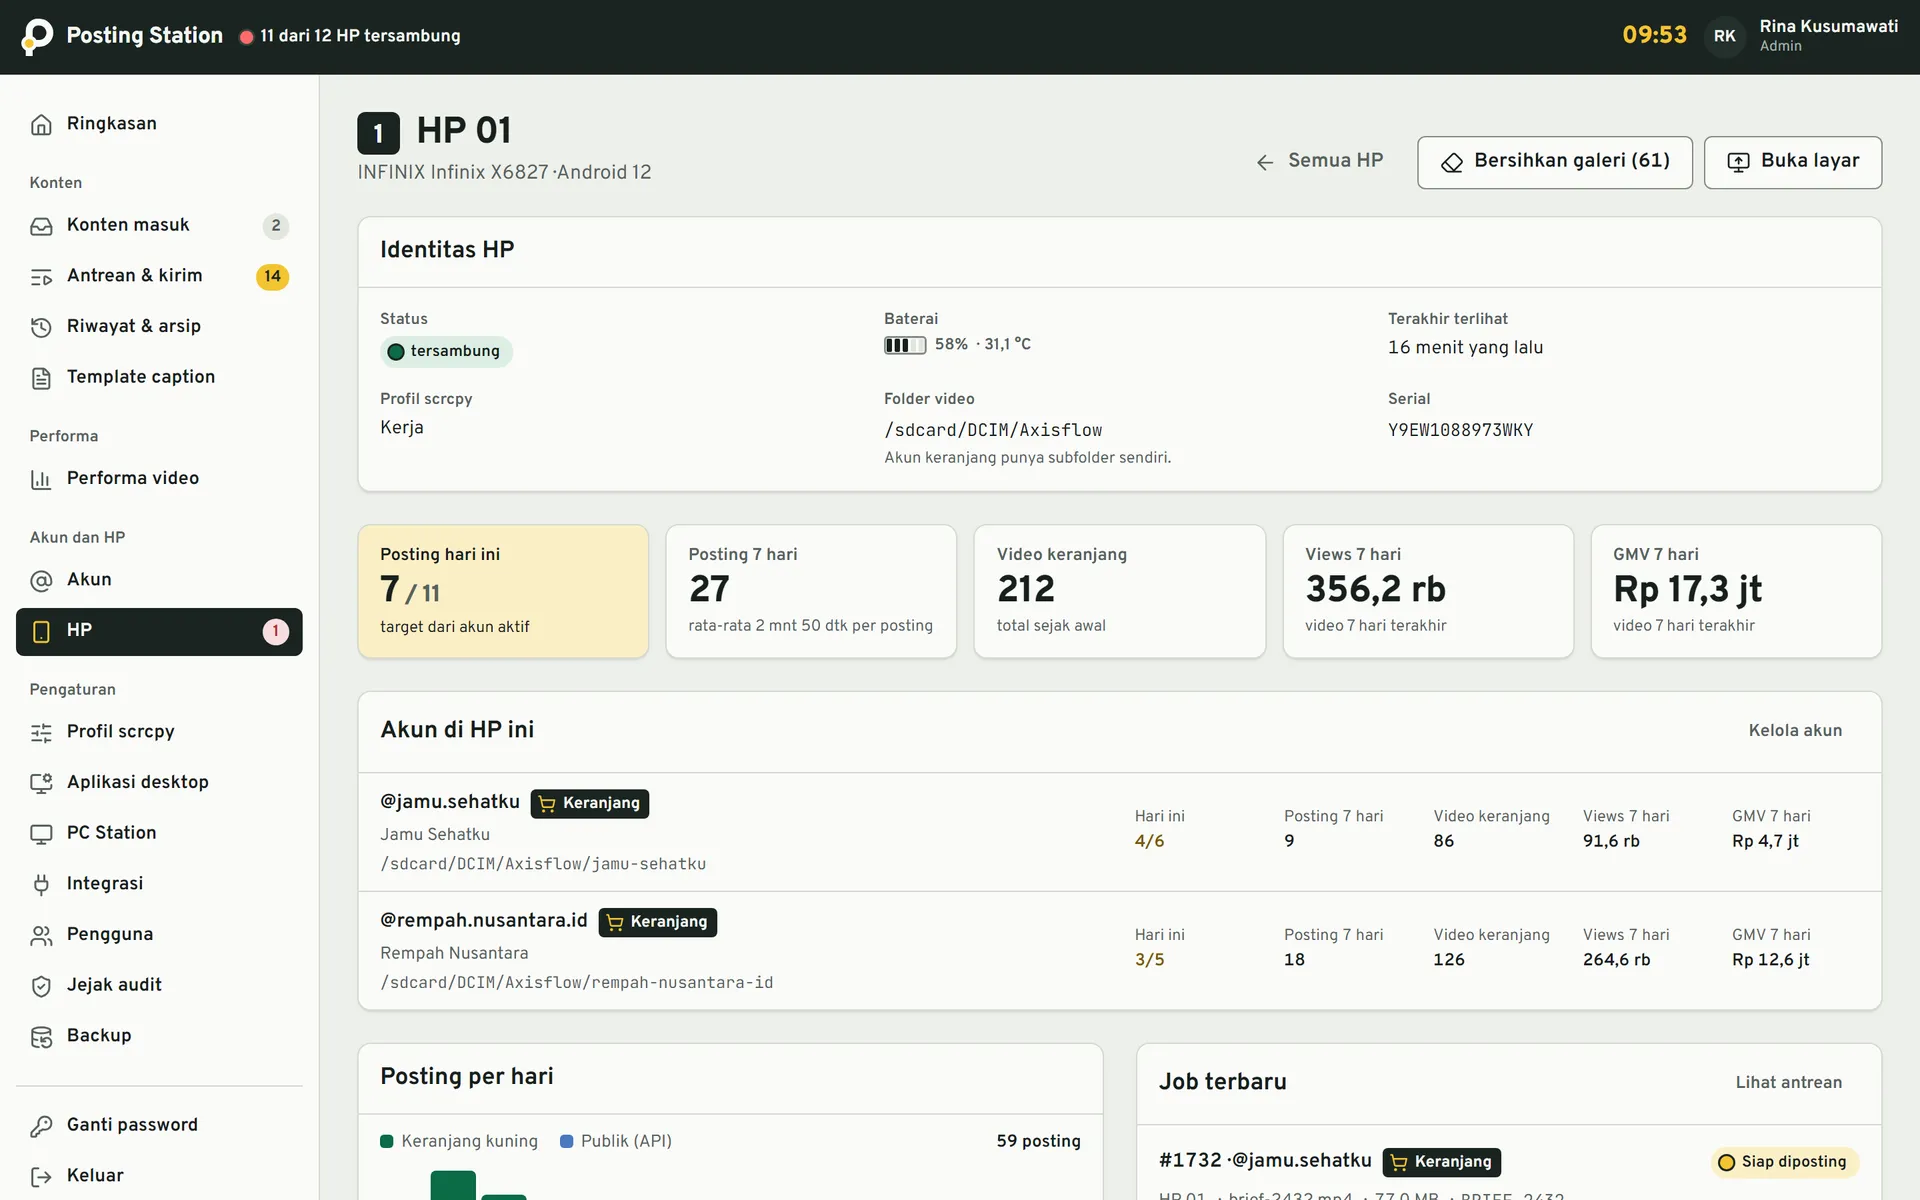 Posting Station
11 dari 12 HP tersambung
09:53
RK
Rina Kusumawati
Admin
Ringkasan
Konten
Konten masuk 2
Antrean & kirim 14
Riwayat & arsip
Template caption
Performa
Performa video
Akun dan HP
Akun
HP 1
Pengaturan
Profil scrcpy
Aplikasi desktop
PC Station
Integrasi
Pengguna
Jejak audit
Backup
Ganti password
Keluar
1 HP 01
INFINIX Infinix X6827 · Android 12
Semua HP
Bersihkan galeri (61)
Buka layar
Identitas HP
Status
tersambung
Baterai
58% · 31,1 °C
Terakhir terlihat
16 menit yang lalu
Profil scrcpy
Kerja
Folder video
/sdcard/DCIM/Axisflow
Akun keranjang punya subfolder sendiri.
Serial
Y9EW1088973WKY
Posting hari ini
7 / 11
target dari akun aktif
Posting 7 hari
27
rata-rata 2 mnt 50 dtk per posting
Video keranjang
212
total sejak awal
Views 7 hari
356,2 rb
video 7 hari terakhir
GMV 7 hari
Rp 17,3 jt
video 7 hari terakhir
Akun di HP ini
Kelola akun
@jamu.sehatku Keranjang
Jamu Sehatku
/sdcard/DCIM/Axisflow/jamu-sehatku
Hari ini
4/6
Posting 7 hari
9
Video keranjang
86
Views 7 hari
91,6 rb
GMV 7 hari
Rp 4,7 jt
@rempah.nusantara.id Keranjang
Rempah Nusantara
/sdcard/DCIM/Axisflow/rempah-nusantara-id
Hari ini
3/5
Posting 7 hari
18
Video keranjang
126
Views 7 hari
264,6 rb
GMV 7 hari
Rp 12,6 jt
Posting per hari
Keranjang kuning
Publik (API)
59 posting
Job terbaru
Lihat antrean
#1732 · @jamu.sehatku Keranjang
Siap diposting
HP 01 · brief-2432.mp4 · 77,0 MB · BRIEF-2432